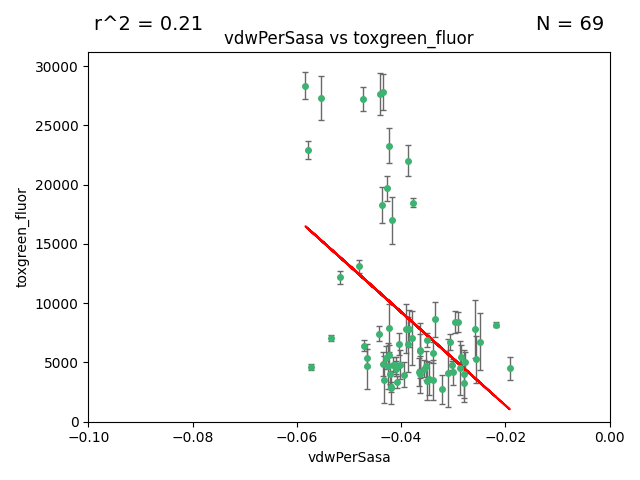 r^2 = 0.21
N = 69
vdwPerSasa vs toxgreen_fluor
30000
25000
20000
15000
10000
5000
0
toxgreen_fluor
−0.10
−0.08
−0.06
−0.04
−0.02
0.00
vdwPerSasa